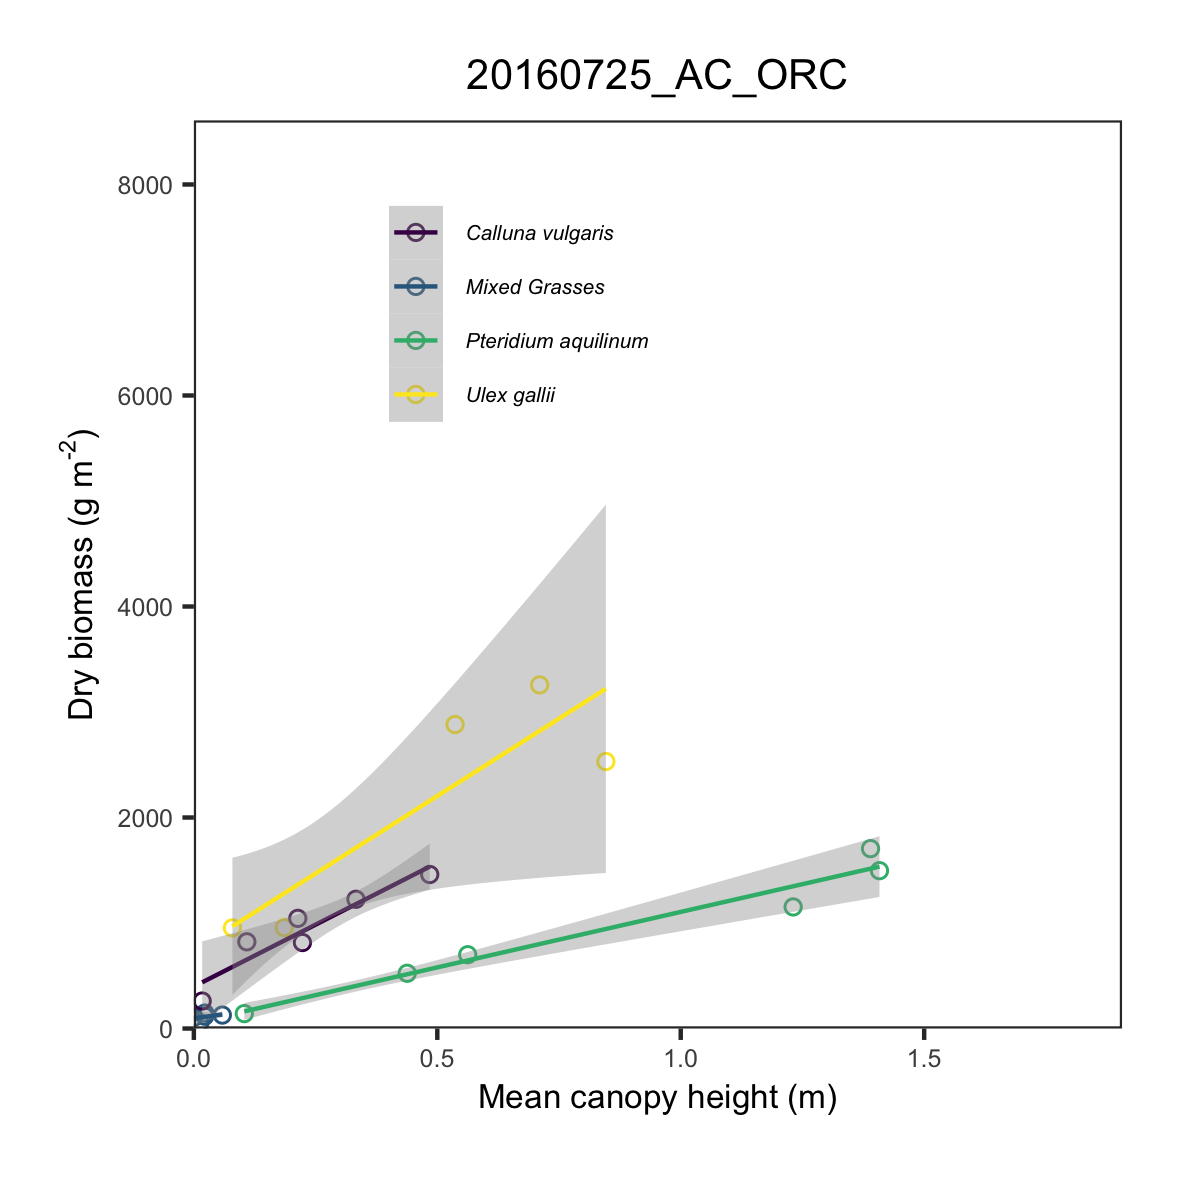 20160725_AC_ORC
8000
6000
4000
2000
0
Dry biomass (g m-2)
Calluna vulgaris
Mixed Grasses
Pteridium aquilinum
Ulex gallii
0.0 0.5 1.0 1.5
Mean canopy height (m)